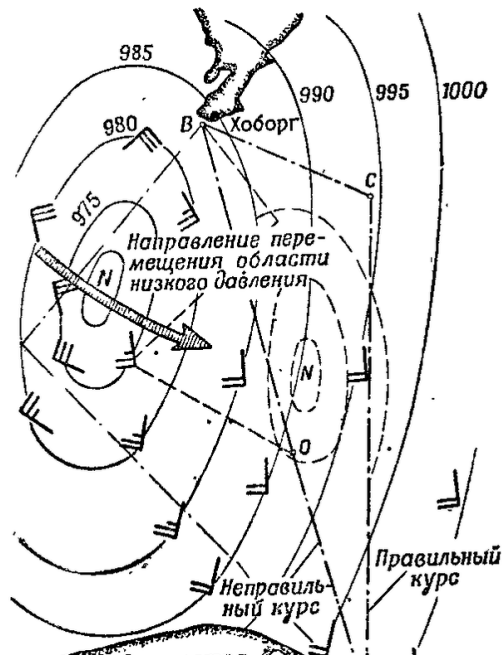 985
990
995
1000
980
B
Хоборг
C
975
Направление пере-
мещения области
низкого давления
N
N
O
Правильный
курс
Неправиль-
ный курс